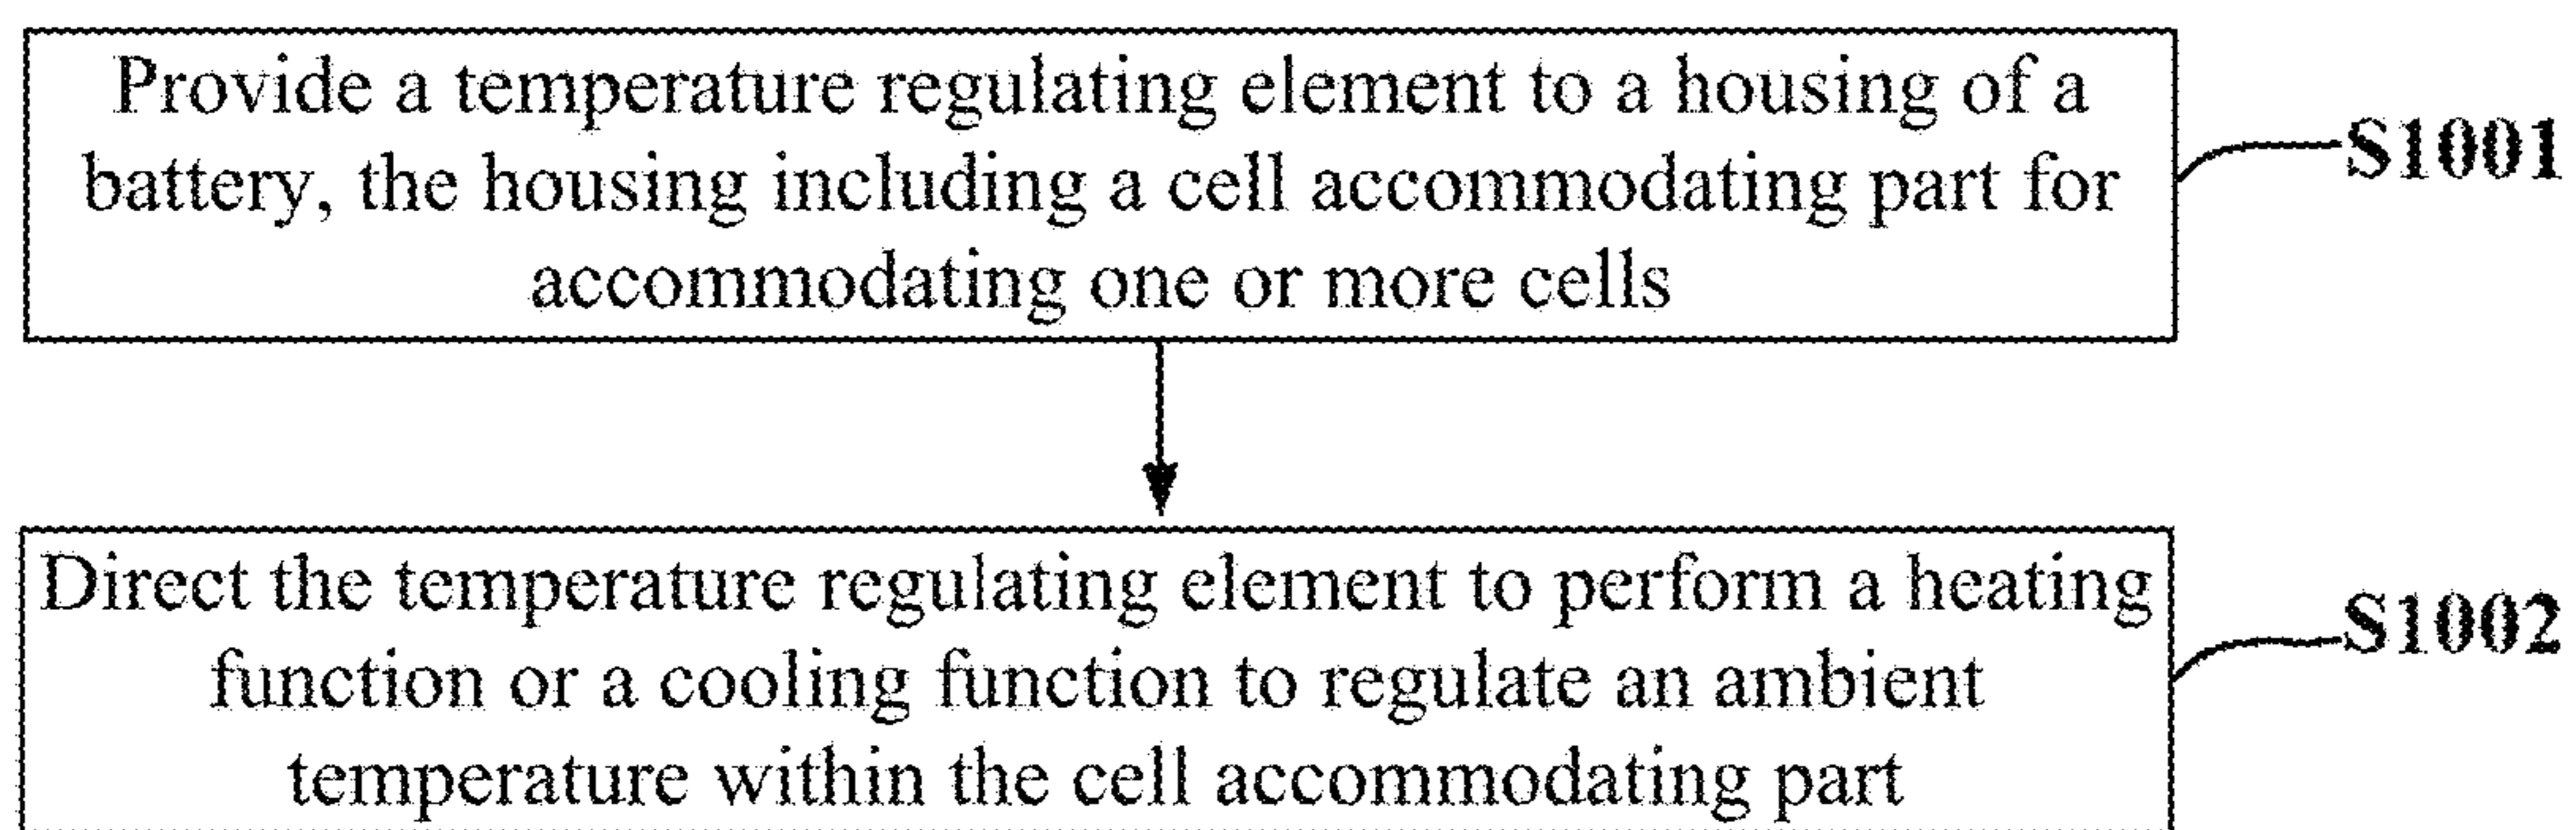 Provide a temperature regulating element to a housing of a
battery, the housing including a cell accommodating part for
accommodating one or more cells
S1001
Direct the temperature regulating element to perform a heating
function or a cooling function to regulate an ambient
temperature within the cell accommodating part
S1002